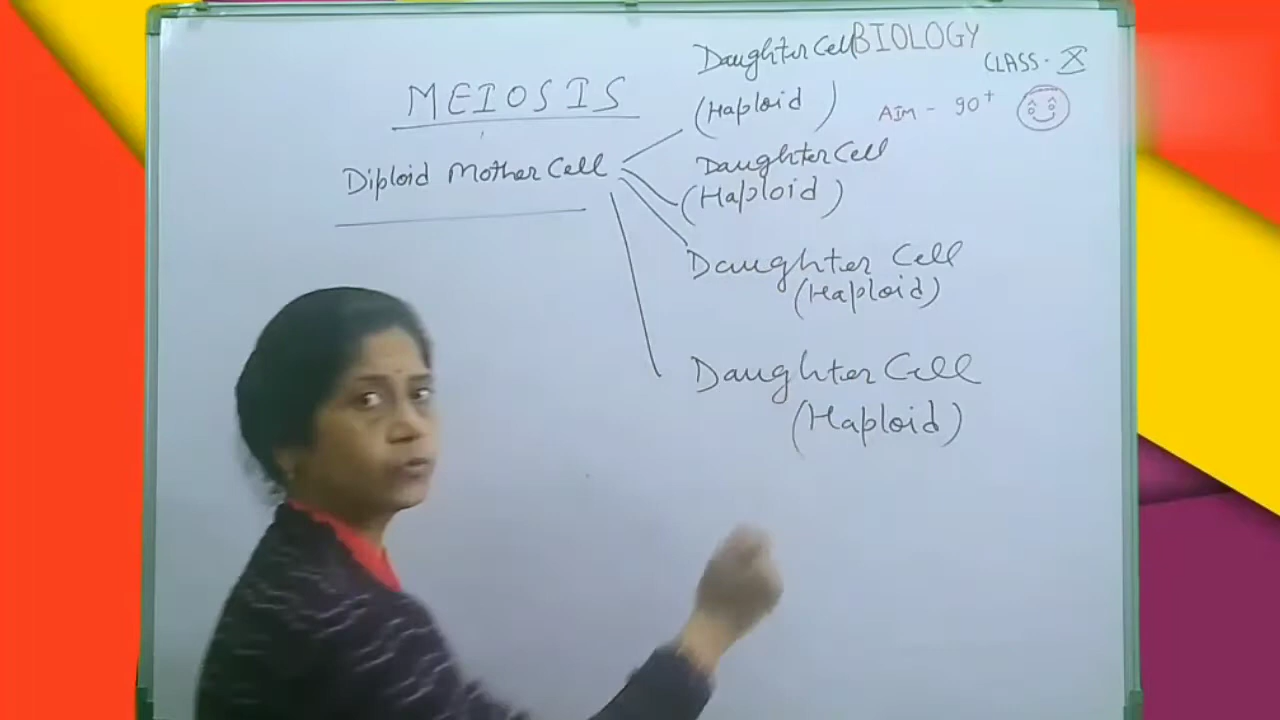 MEIOSIS
Diploid Mother Cell
Daughter Cell
(Haploid)
Daughter Cell
(Haploid)
Daughter Cell
(Haploid)
Daughter Cell
(Haploid)
BIOLOGY
CLASS - X
AIM - 90+